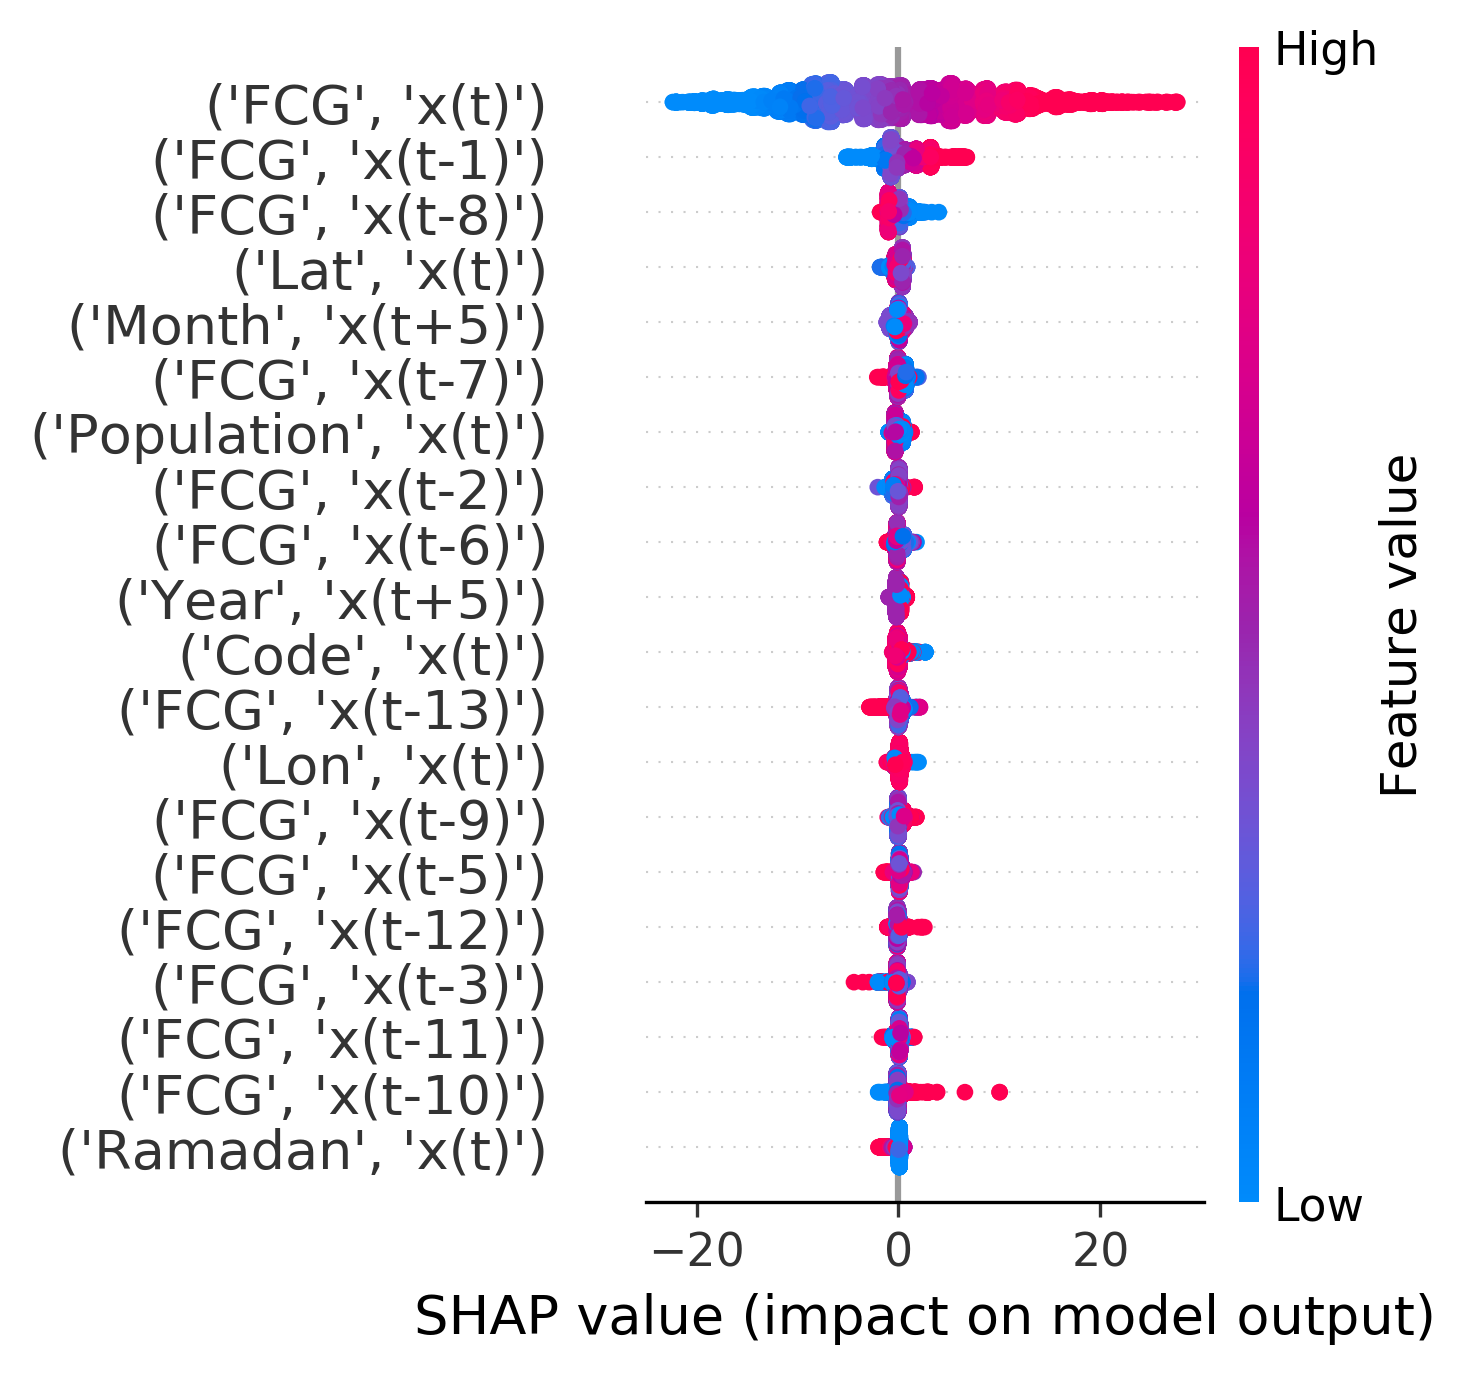 High
('FCG', 'x(t)')
('FCG', 'x(t-1)')
('FCG', 'x(t-8)')
('Lat', 'x(t)')
('Month', 'x(t+5)')
('FCG', 'x(t-7)')
('Population', 'x(t)')
('FCG', 'x(t-2)')
('FCG', 'x(t-6)')
('Year', 'x(t+5)')
('Code', 'x(t)')
('FCG', 'x(t-13)')
('Lon', 'x(t)')
('FCG', 'x(t-9)')
('FCG', 'x(t-5)')
('FCG', 'x(t-12)')
('FCG', 'x(t-3)')
('FCG', 'x(t-11)')
('FCG', 'x(t-10)')
('Ramadan', 'x(t)')
Feature value
Low
−20 0 20
SHAP value (impact on model output)